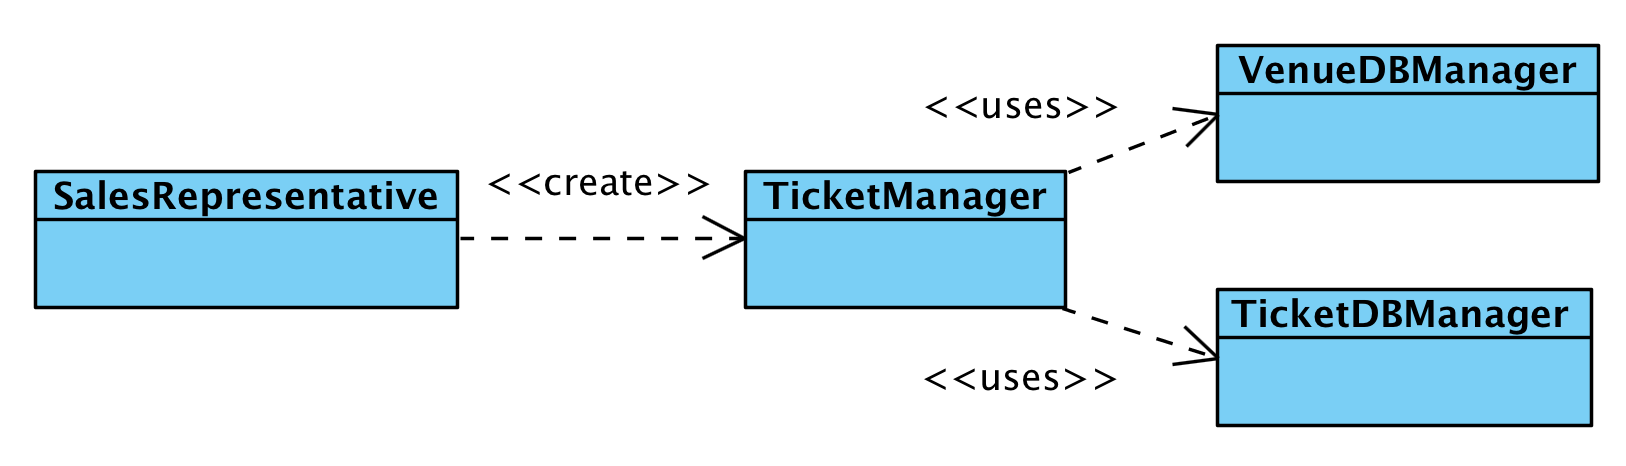 SalesRepresentative
<<create>>
TicketManager
<<uses>>
VenueDBManager
<<uses>>
TicketDBManager